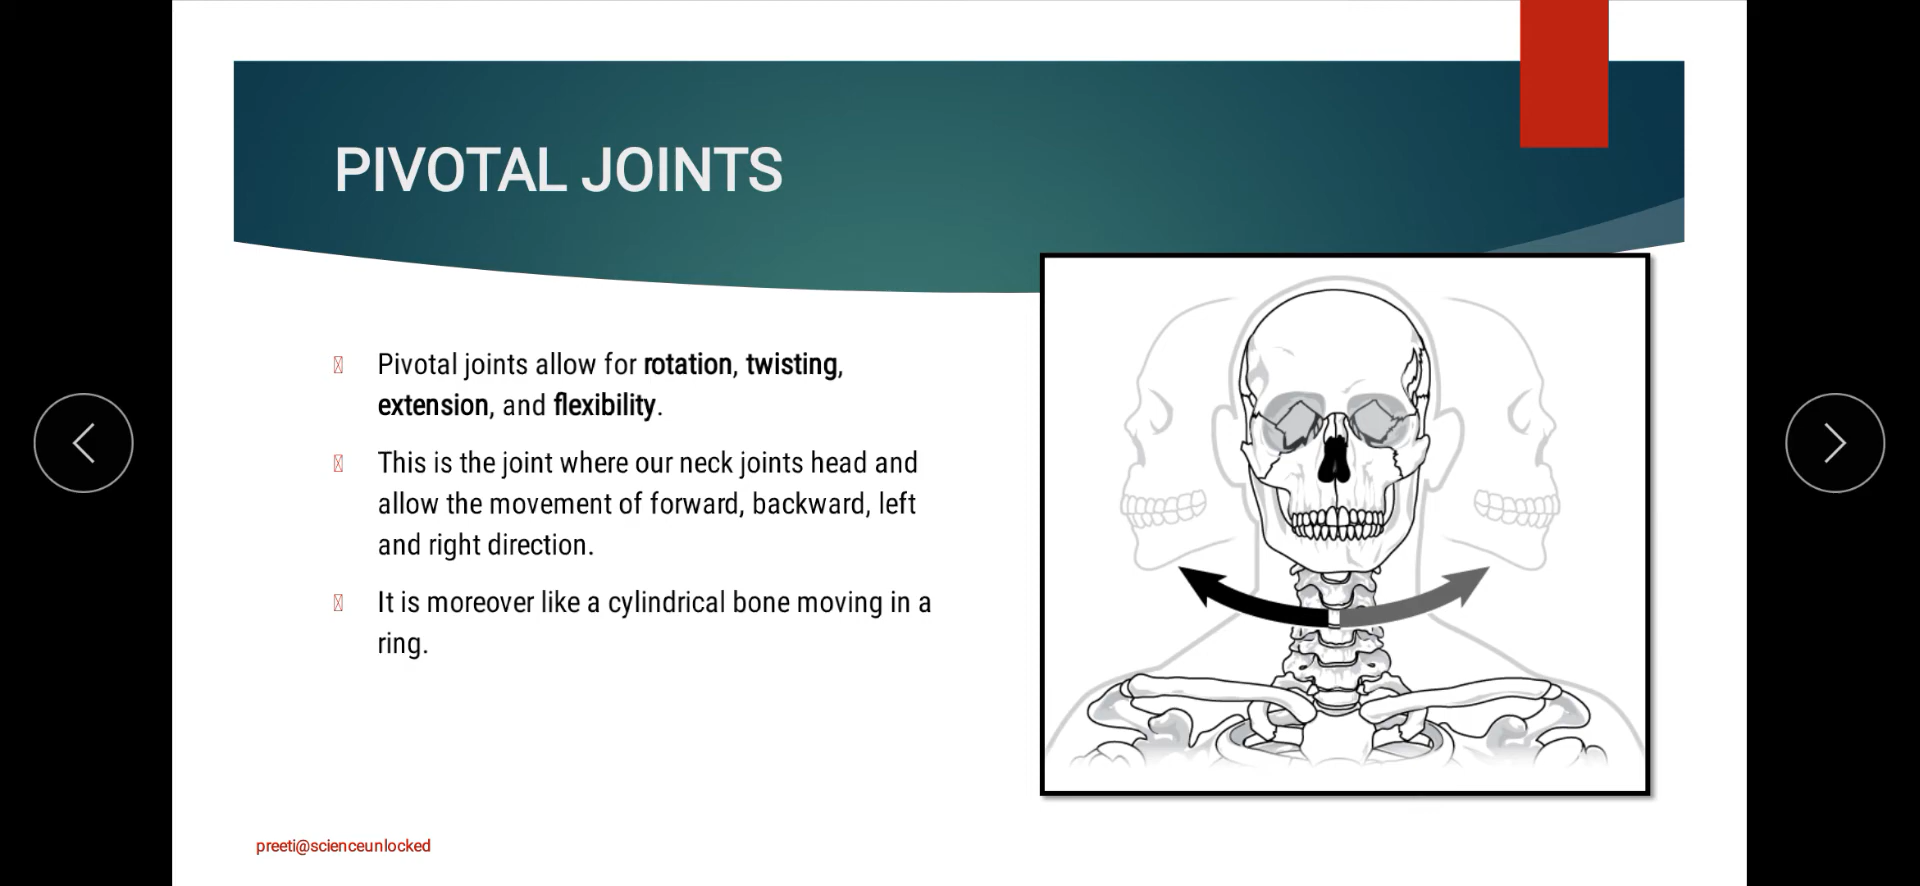 PIVOTAL JOINTS
Pivotal joints allow for rotation, twisting,
extension, and flexibility.
This is the joint where our neck joints head and
allow the movement of forward, backward, left
and right direction.
It is moreover like a cylindrical bone moving in a
ring.
preeti@scienceunlocked